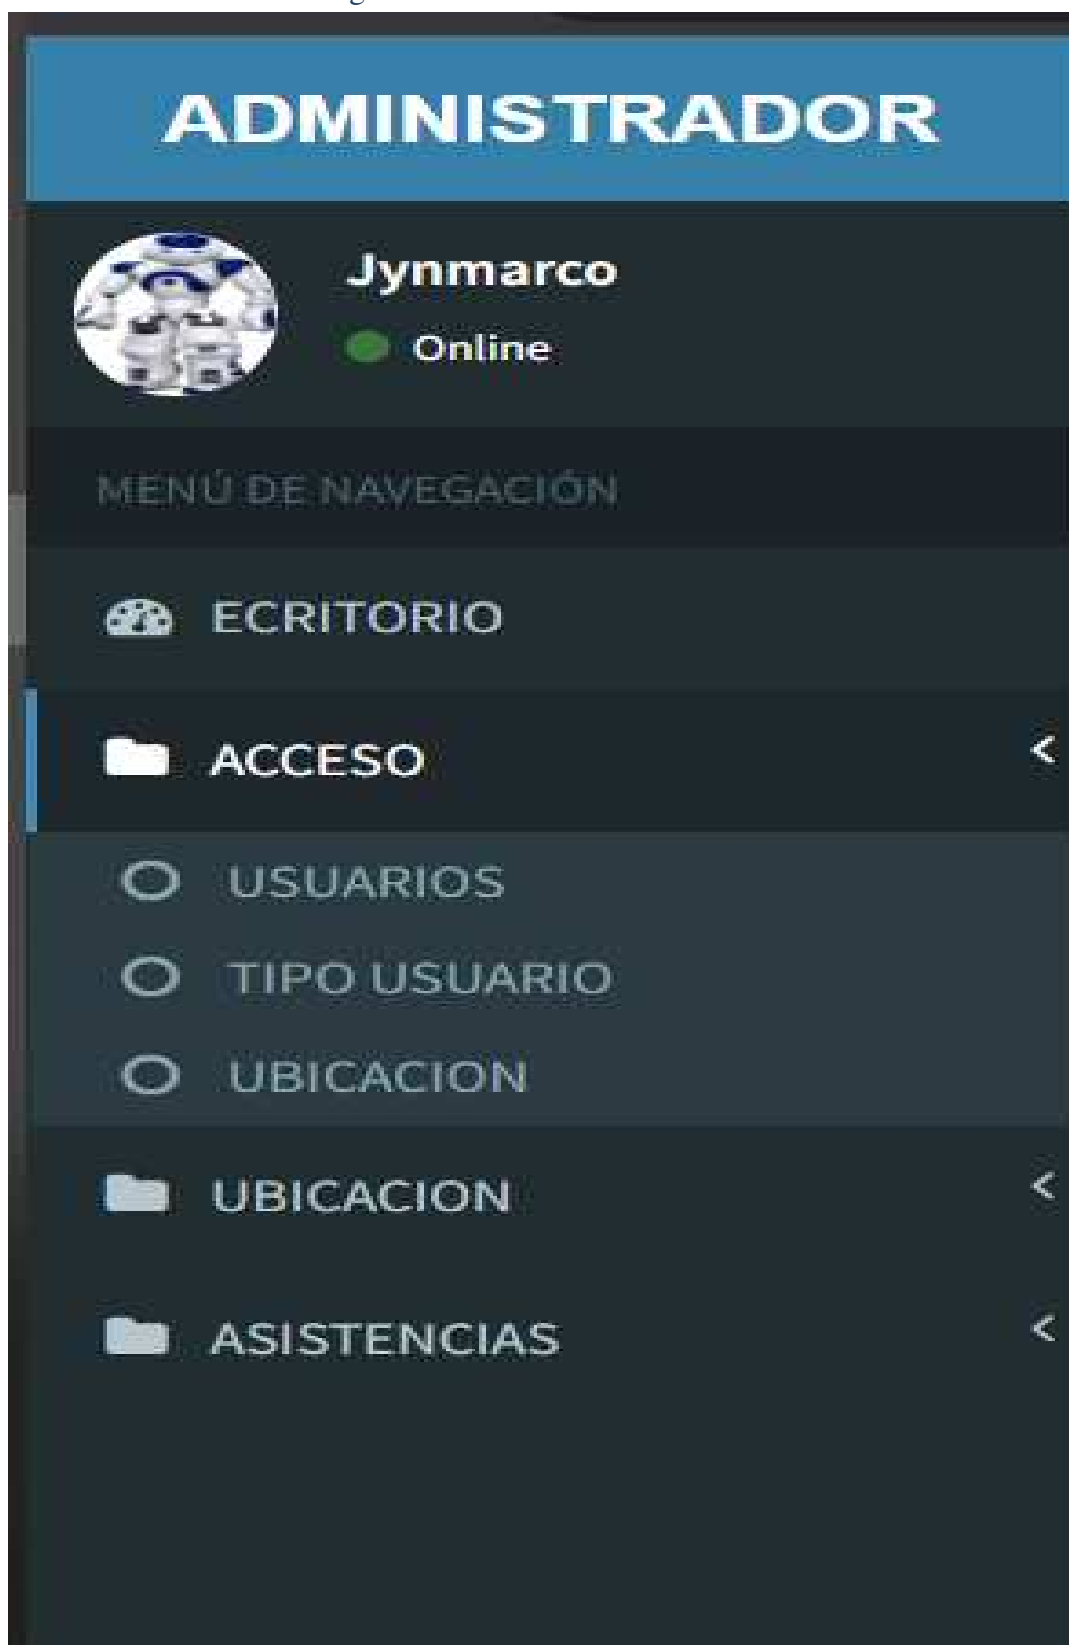 ADMINISTRADOR
Jynmarco
Online
MENÚ DE NAVEGACIÓN
ECRITORIO
ACCESO
USUARIOS
TIPO USUARIO
UBICACION
UBICACION
ASISTENCIAS